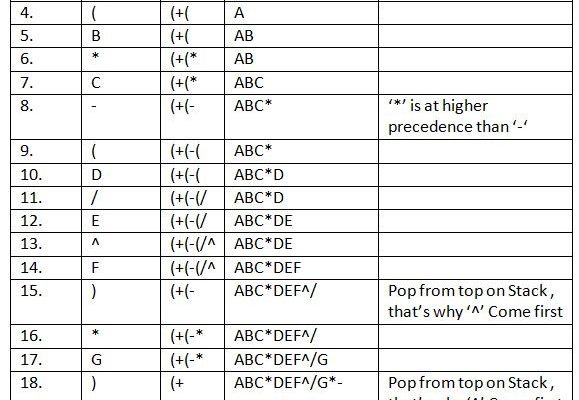 4. ( (+( A
5. B (+( AB
6. * (+(* AB
7. C (+(* ABC
8. - (+(- ABC* ‘*’ is at higher
precedence than ‘-‘
9. ( (+(-( ABC*
10. D (+(-( ABC*D
11. / (+(-(/ ABC*D
12. E (+(-(/ ABC*DE
13. ^ (+(-(/^ ABC*DE
14. F (+(-(/^ ABC*DEF
15. ) (+(- ABC*DEF^/ Pop from top on Stack ,
that’s why ‘^’ Come first
16. * (+(-* ABC*DEF^/
17. G (+(-* ABC*DEF^/G
18. ) (+ ABC*DEF^/G*- Pop from top on Stack ,